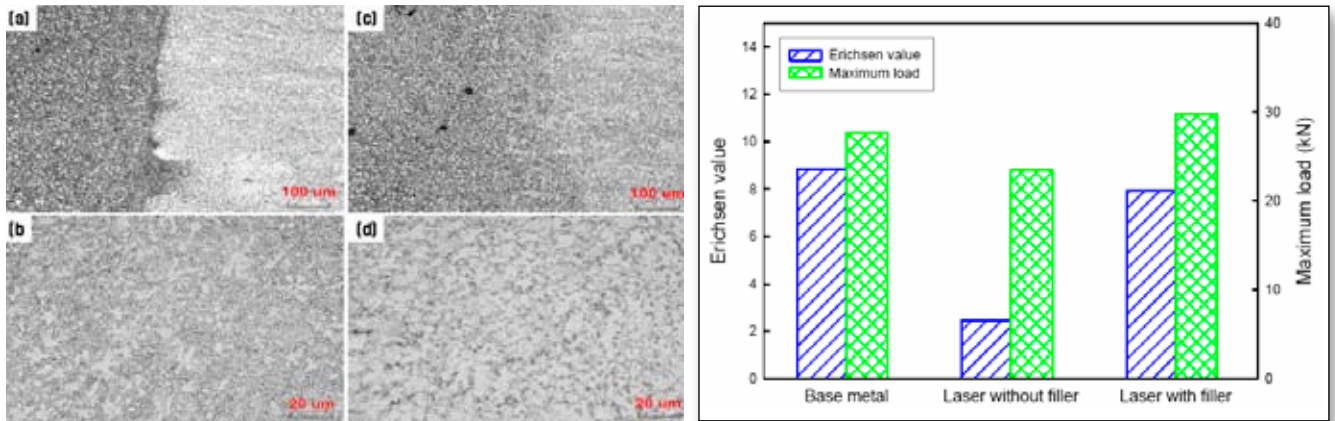 (a)
100 um
(c)
100 um
(b)
20 um
(d)
20 um
Erichsen value
Maximum load
Erichsen value
14
12
10
8
6
4
2
0
Maximum load (kN)
40
30
20
10
0
Base metal
Laser without filler
Laser with filler